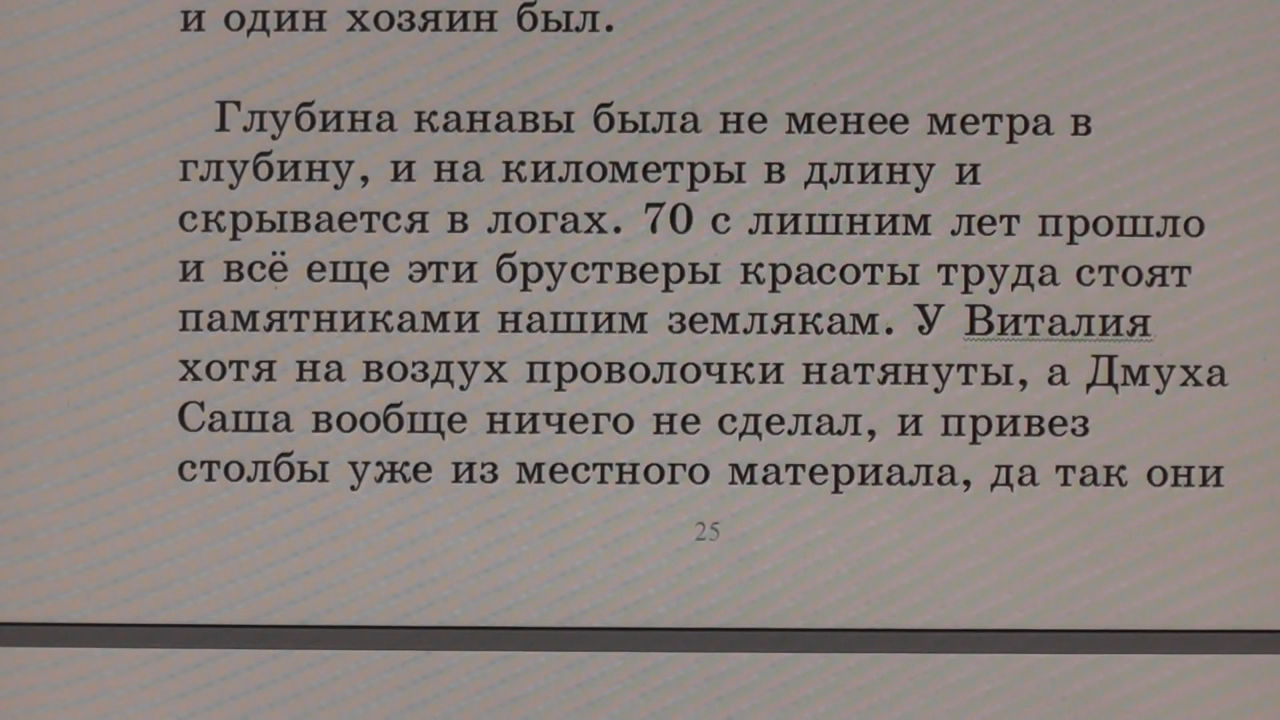 и один хозяин был.
Глубина канавы была не менее метра в
глубину, и на километры в длину и
скрывается в логах. 70 с лишним лет прошло
и всё еще эти брустверы красоты труда стоят
памятниками нашим землякам. У Виталия
хотя на воздух проволочки натянуты, а Дмуха
Саша вообще ничего не сделал, и привез
столбы уже из местного материала, да так они
25